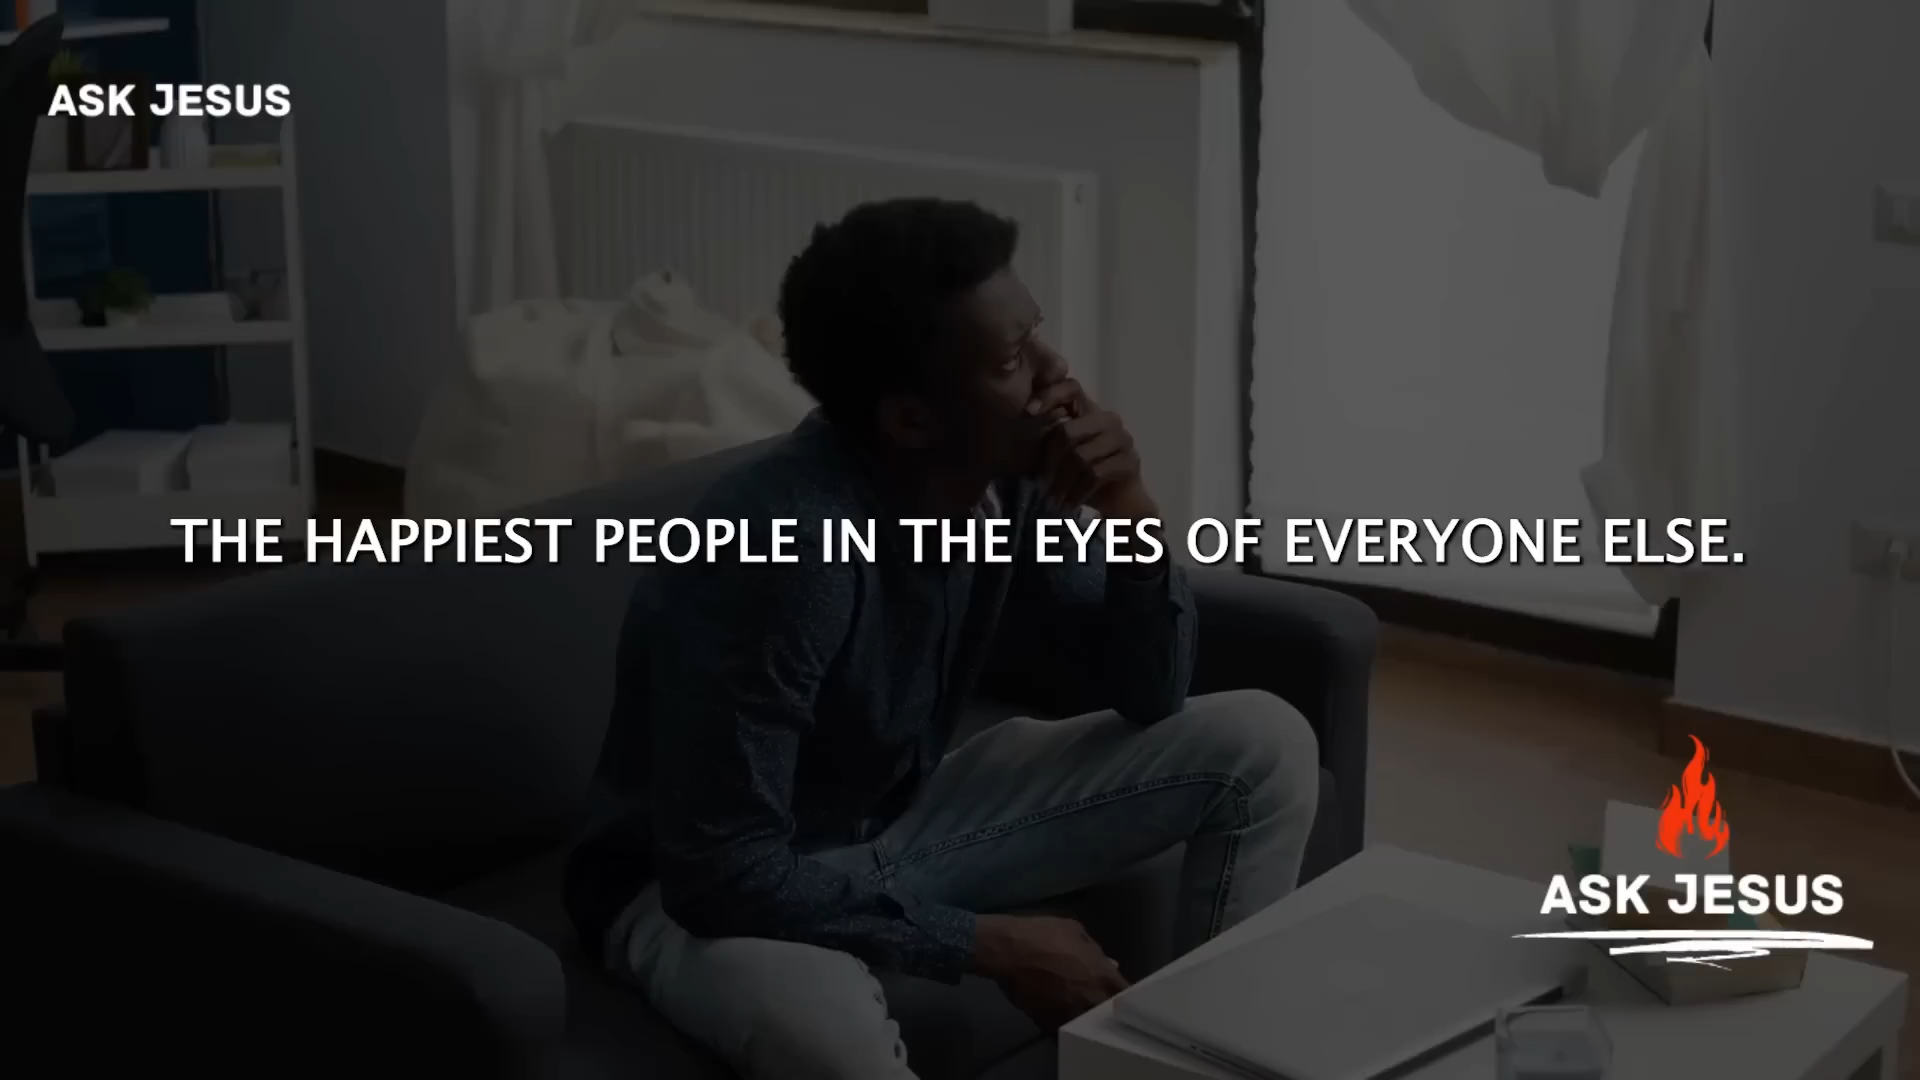 ASK JESUS
THE HAPPIEST PEOPLE IN THE EYES OF EVERYONE ELSE.
ASK JESUS